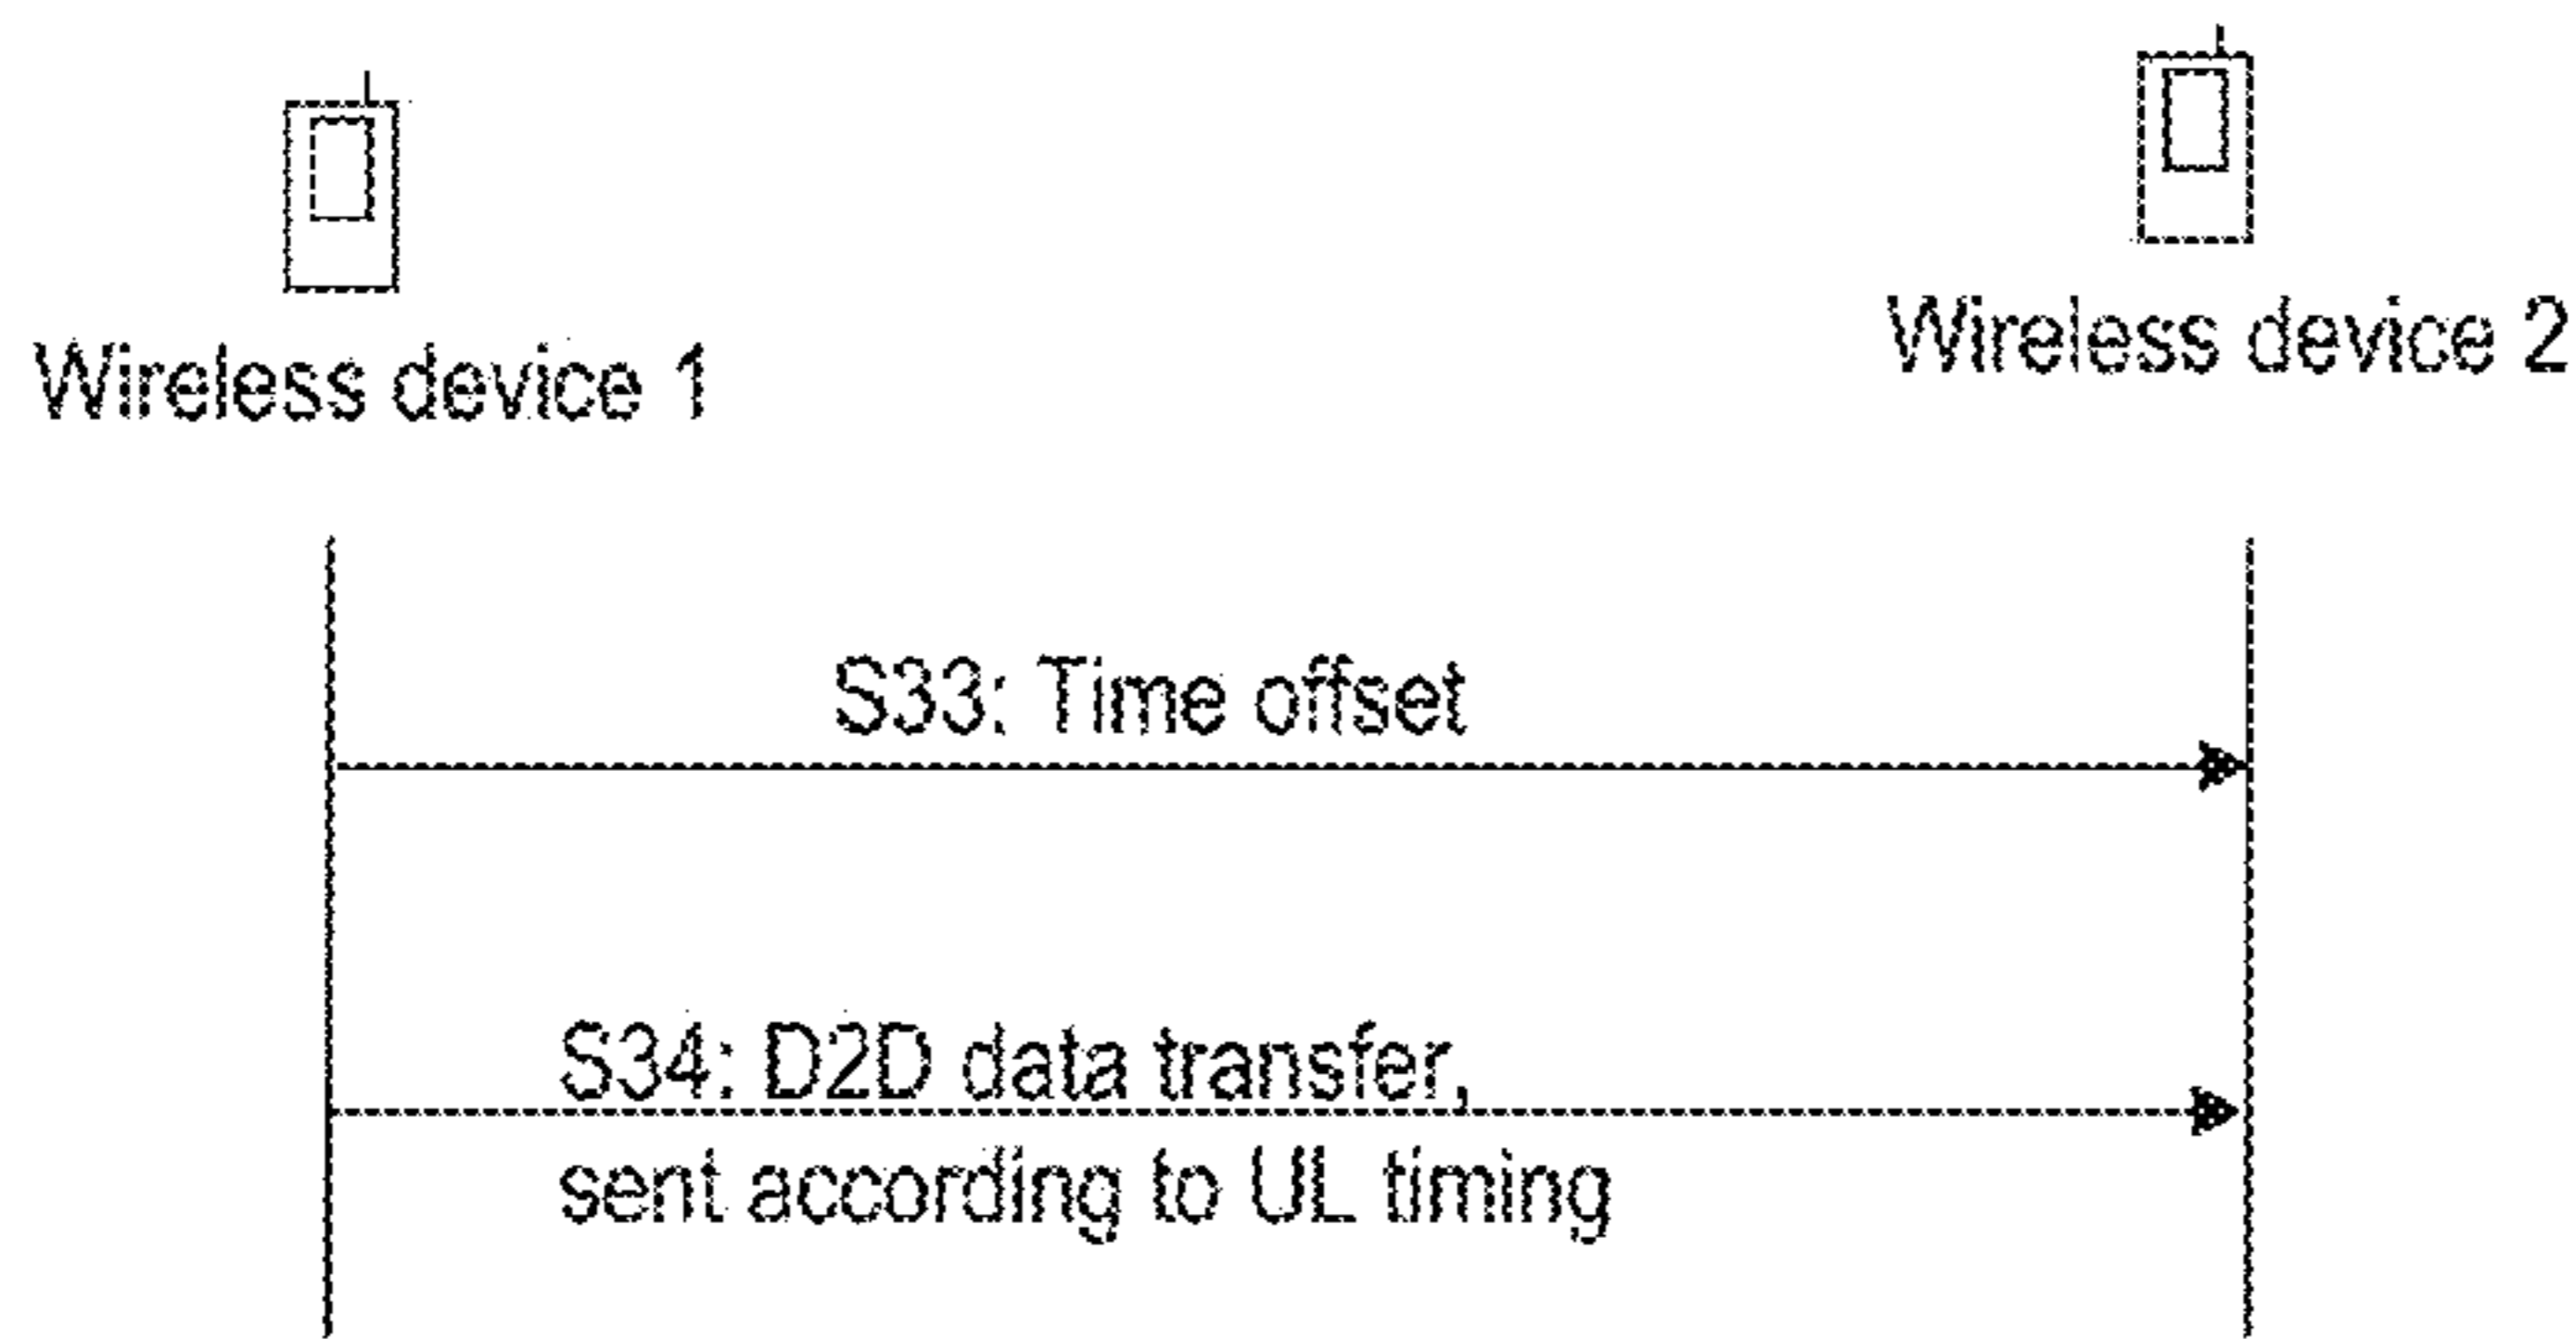 Wireless device 1
Wireless device 2
S33: Time offset
S34: D2D data transfer,
sent according to UL timing